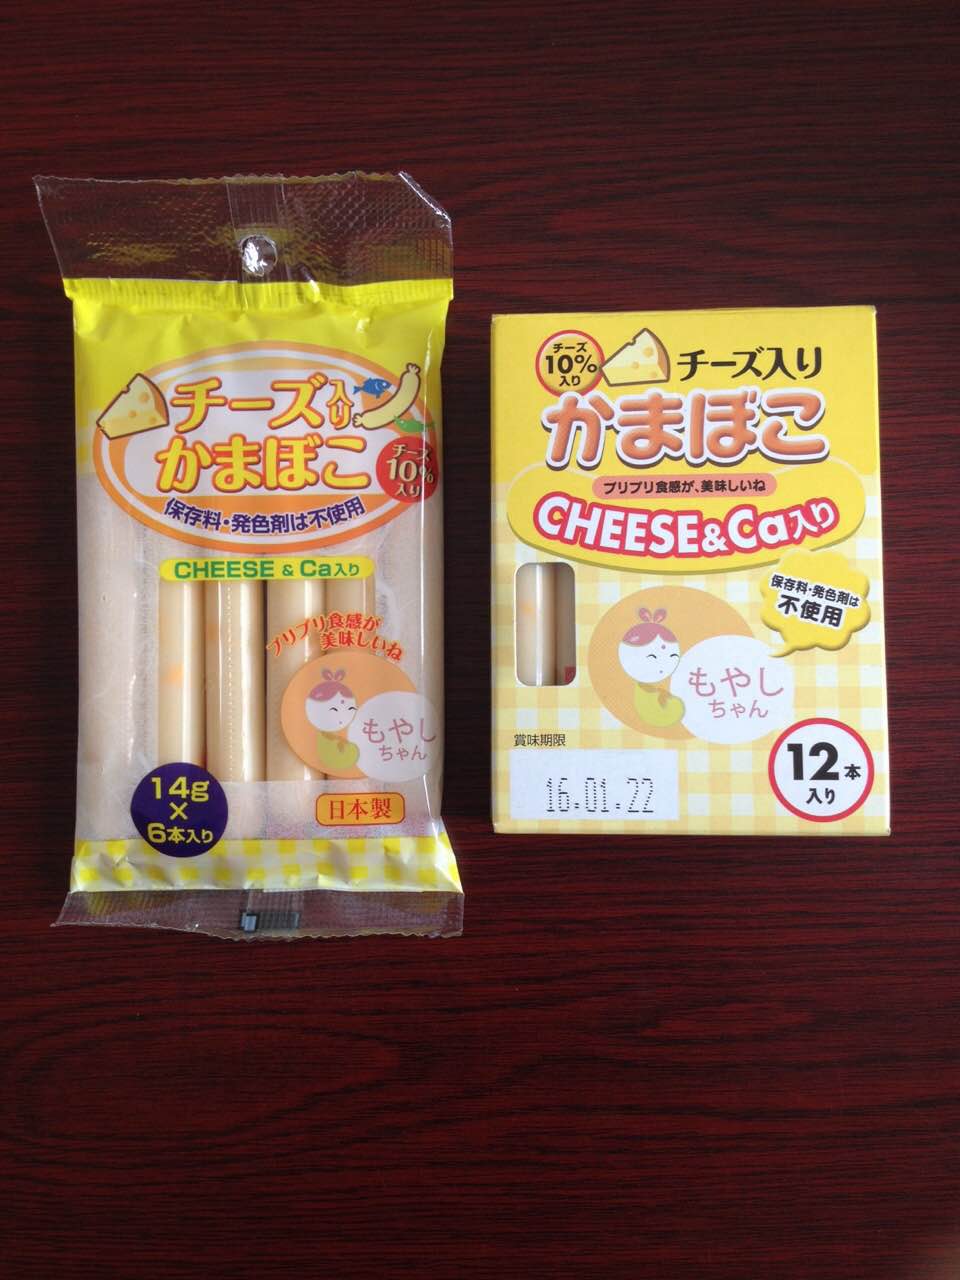 チーズ入り
かまぼこ
チーズ
10%
入り
保存料・発色剤は不使用
CHEESE & Ca入り
プリプリ食感が
美味しいね
もやし
ちゃん
14g
×
6本入り
日本製
チーズ
10%
入り
チーズ入り
かまぼこ
プリプリ食感が、美味しいね
CHEESE&Ca入り
保存料・発色剤は
不使用
もやし
ちゃん
賞味期限
16.01.22
12本
入り